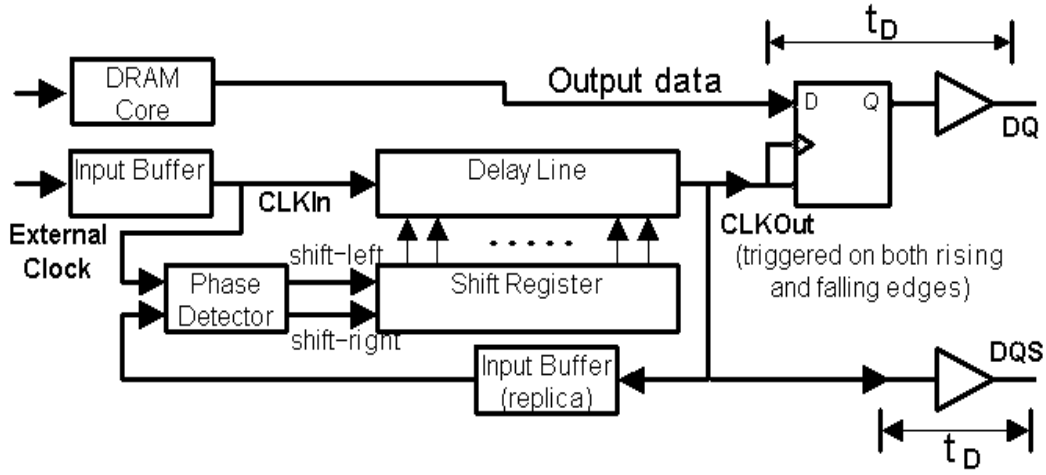 tD
DRAM
Core
Output data
D Q
DQ
Input Buffer
Delay Line
CLKIn
CLKOut
External
Clock
(triggered on both rising
and falling edges)
shift-left
Phase
Detector
Shift Register
shift-right
Input Buffer
(replica)
DQS
tD